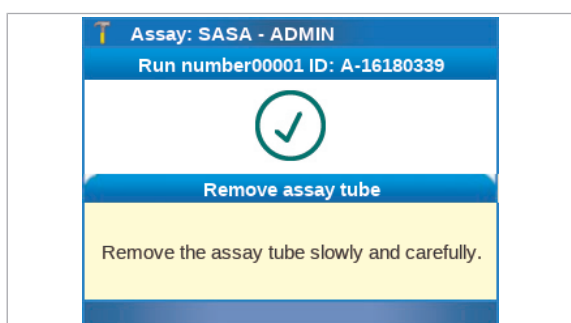 Assay: SASA - ADMIN
Run number00001 ID: A-16180339
Remove assay tube
Remove the assay tube slowly and carefully.